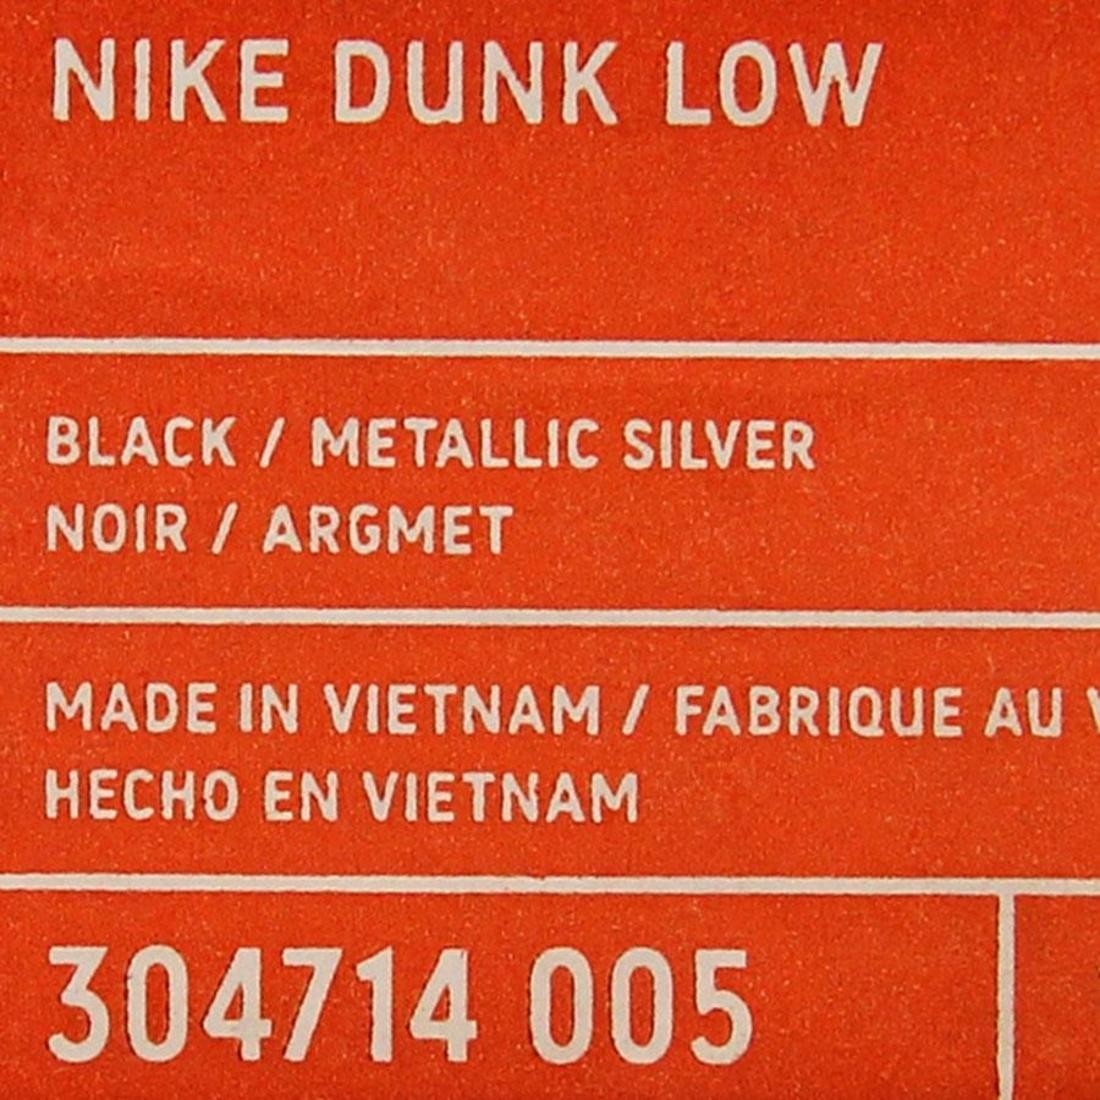 NIKE DUNK LOW
BLACK / METALLIC SILVER
NOIR / ARGMET
MADE IN VIETNAM / FABRIQUE AU
HECHO EN VIETNAM
304714 005